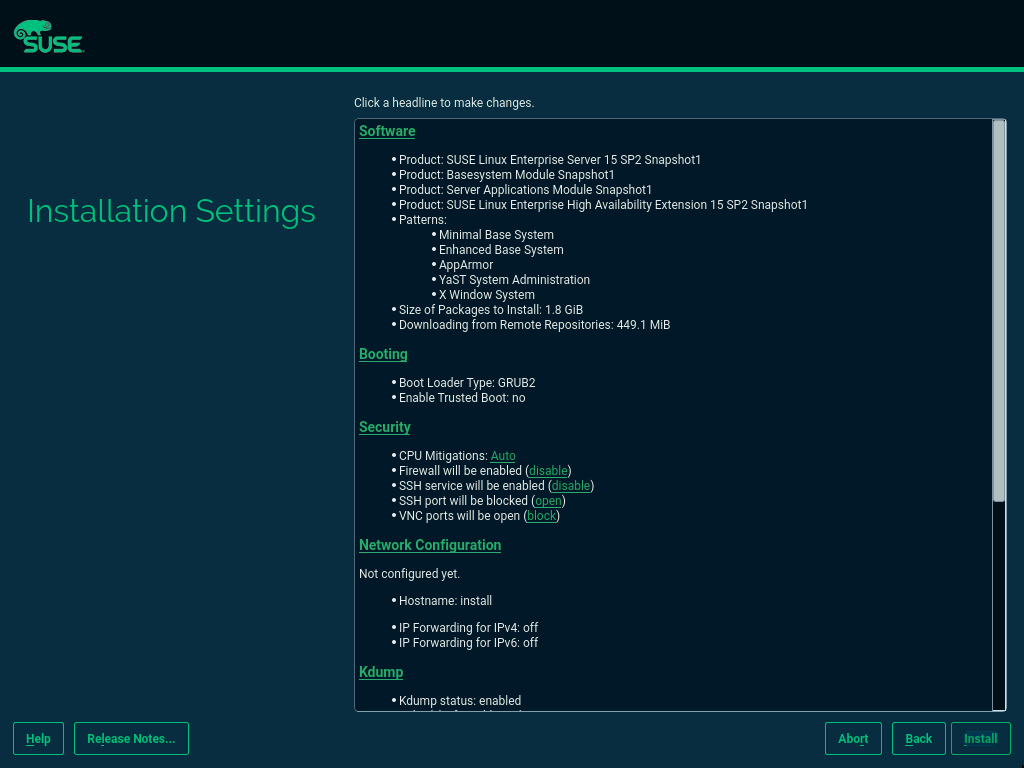 SUSE
Click a headline to make changes.
Installation Settings
Software
• Product: SUSE Linux Enterprise Server 15 SP2 Snapshot1
• Product: Basesystem Module Snapshot1
• Product: Server Applications Module Snapshot1
• Product: SUSE Linux Enterprise High Availability Extension 15 SP2 Snapshot1
• Patterns:
• Minimal Base System
• Enhanced Base System
• AppArmor
• YaST System Administration
• X Window System
• Size of Packages to Install: 1.8 GiB
• Downloading from Remote Repositories: 449.1 MiB
Booting
• Boot Loader Type: GRUB2
• Enable Trusted Boot: no
Security
• CPU Mitigations: Auto
• Firewall will be enabled (disable)
• SSH service will be enabled (disable)
• SSH port will be blocked (open)
• VNC ports will be open (block)
Network Configuration
Not configured yet.
• Hostname: install
• IP Forwarding for IPv4: off
• IP Forwarding for IPv6: off
Kdump
• Kdump status: enabled
Help
Release Notes...
Abort
Back
Install